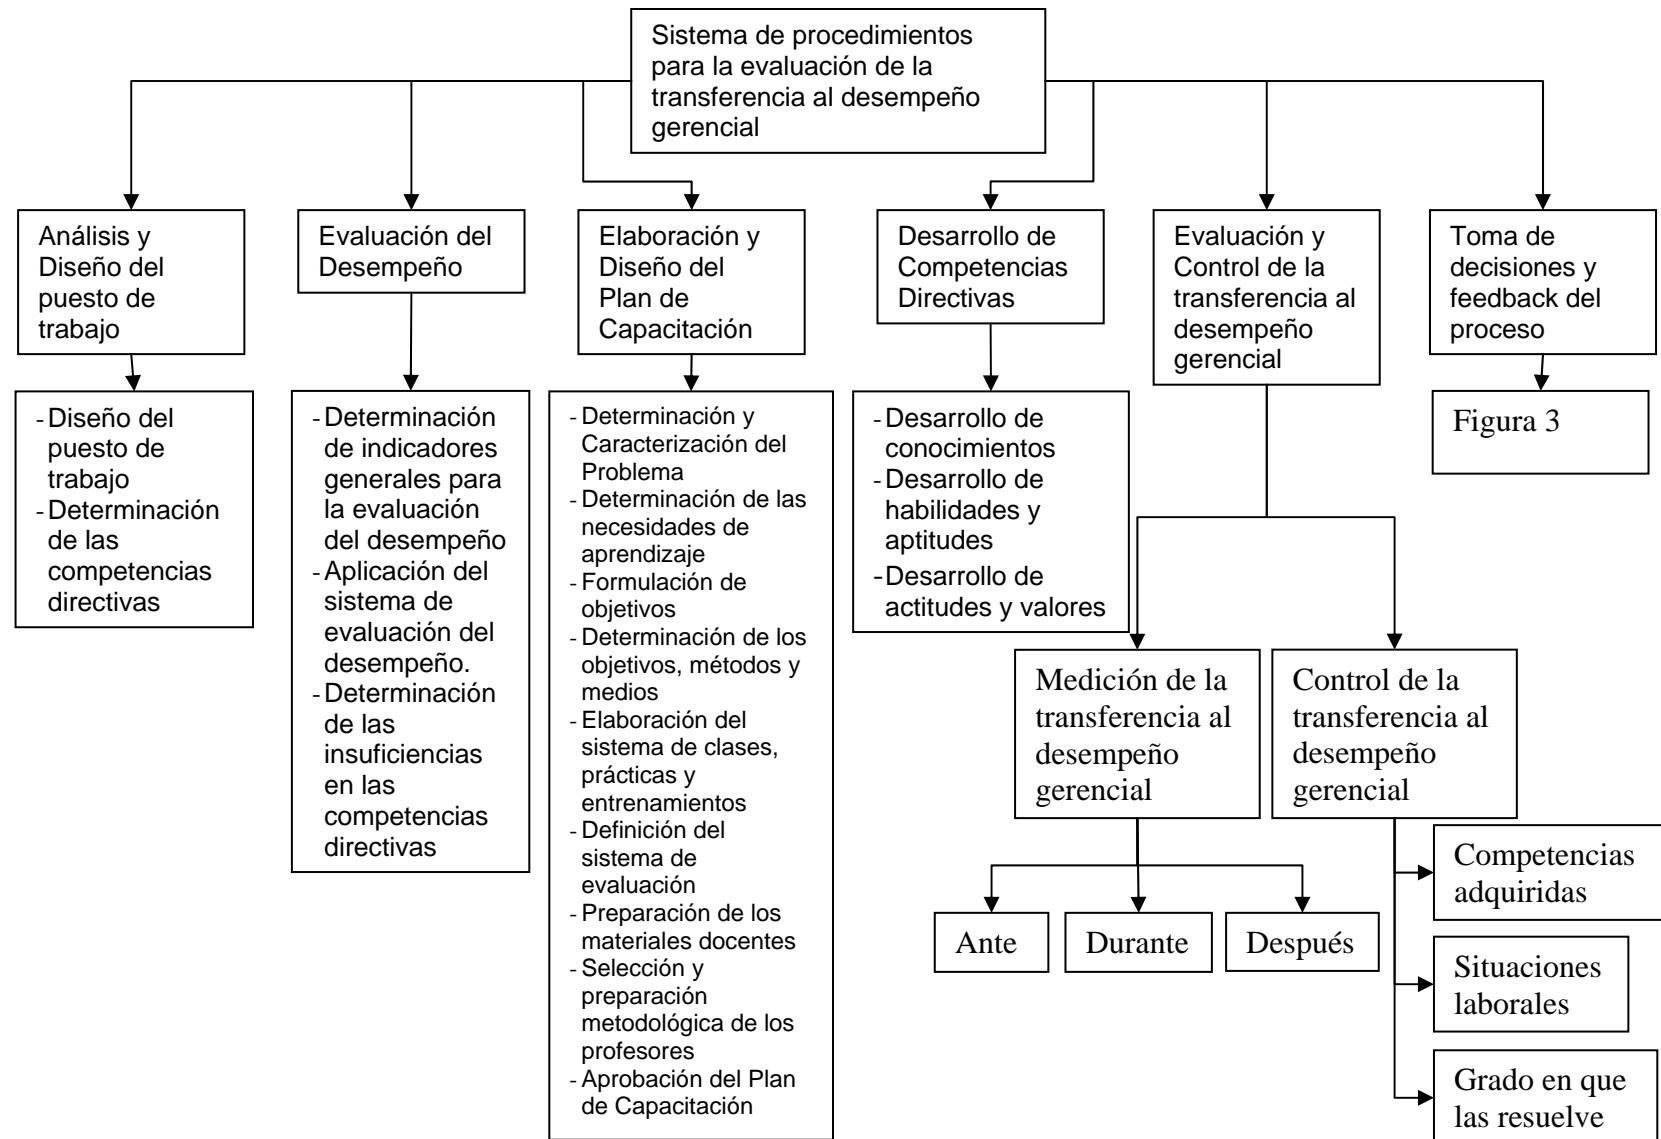 Sistema de procedimientos
para la evaluación de la
transferencia al desempeño
gerencial
Análisis y
Diseño del
puesto de
trabajo
Evaluación del
Desempeño
Elaboración y
Diseño del
Plan de
Capacitación
Desarrollo de
Competencias
Directivas
Evaluación y
Control de la
transferencia al
desempeño
gerencial
Toma de
decisiones y
feedback del
proceso
- Diseño del
puesto de
trabajo
- Determinación
de las
competencias
directivas
- Determinación
de indicadores
generales para
la evaluación
del desempeño
- Aplicación del
sistema de
evaluación del
desempeño.
- Determinación
de las
insuficiencias
en las
competencias
directivas
- Determinación y
Caracterización del
Problema
- Determinación de las
necesidades de
aprendizaje
- Formulación de
objetivos
- Determinación de los
objetivos, métodos y
medios
- Elaboración del
sistema de clases,
prácticas y
entrenamientos
- Definición del
sistema de
evaluación
- Preparación de los
materiales docentes
- Selección y
preparación
metodológica de los
profesores
- Aprobación del Plan
de Capacitación
- Desarrollo de
conocimientos
- Desarrollo de
habilidades y
aptitudes
- Desarrollo de
actitudes y valores
Figura 3
Medición de la
transferencia al
desempeño
gerencial
Control de la
transferencia al
desempeño
gerencial
Ante
Durante
Después
Competencias
adquiridas
Situaciones
laborales
Grado en que
las resuelve